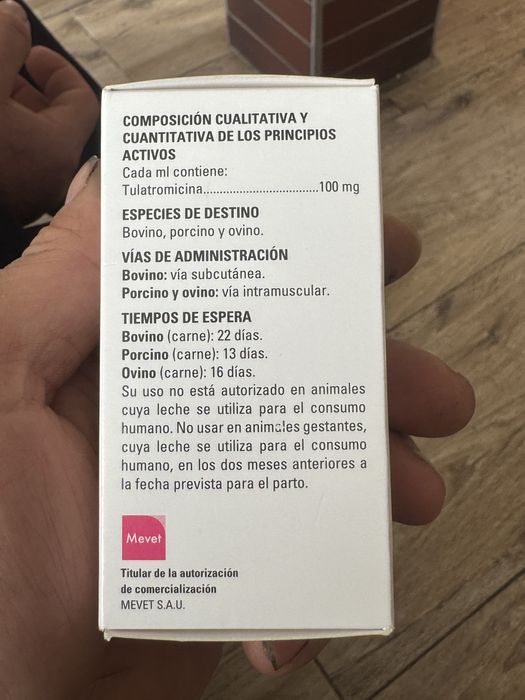 COMPOSICIÓN CUALITATIVA Y
CUANTITATIVA DE LOS PRINCIPIOS
ACTIVOS
Cada ml contiene:
Tulatromicina...................................100 mg
ESPECIES DE DESTINO
Bovino, porcino y ovino.
VÍAS DE ADMINISTRACIÓN
Bovino: vía subcutánea.
Porcino y ovino: vía intramuscular.
TIEMPOS DE ESPERA
Bovino (carne): 22 días.
Porcino (carne): 13 días.
Ovino (carne): 16 días.
Su uso no está autorizado en animales
cuya leche se utiliza para el consumo
humano. No usar en animales gestantes,
cuya leche se utiliza para el consumo
humano, en los dos meses anteriores a
la fecha prevista para el parto.
Mevet
Titular de la autorización
de comercialización
MEVET S.A.U.